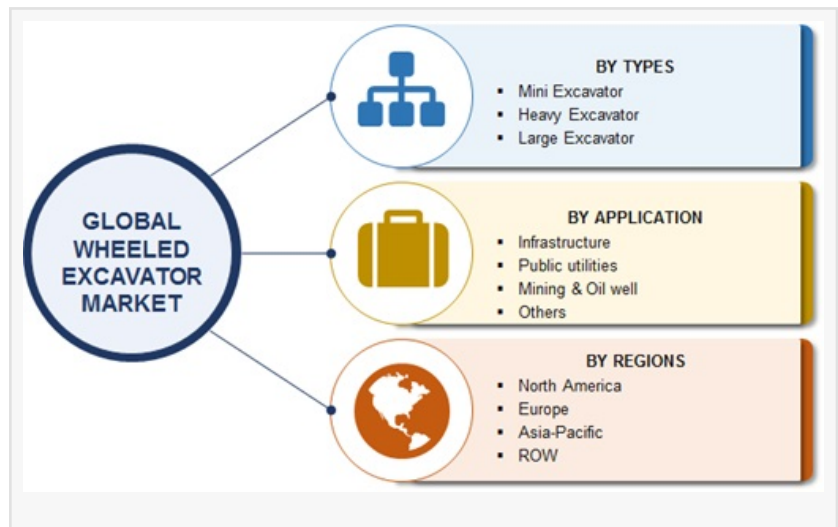 GLOBAL
WHEELED
EXCAVATOR
MARKET
BY TYPES
▪ Mini Excavator
▪ Heavy Excavator
▪ Large Excavator
BY APPLICATION
▪ Infrastructure
▪ Public utilities
▪ Mining & Oil well
▪ Others
BY REGIONS
▪ North America
▪ Europe
▪ Asia-Pacific
▪ ROW